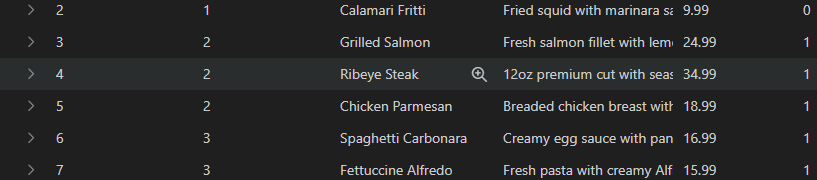 2 1 Calamari Fritti Fried squid with marinara sa 9.99 0
3 2 Grilled Salmon Fresh salmon fillet with lem 24.99 1
4 2 Ribeye Steak 12oz premium cut with seas 34.99 1
5 2 Chicken Parmesan Breaded chicken breast with 18.99 1
6 3 Spaghetti Carbonara Creamy egg sauce with pan 16.99 1
7 3 Fettuccine Alfredo Fresh pasta with creamy Alf 15.99 1